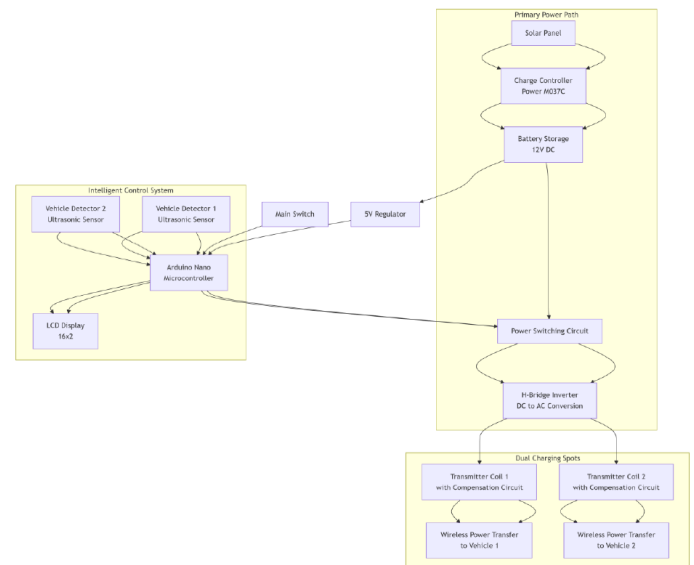 Primary Power Path
Solar Panel
Charge Controller
Power M037C
Battery Storage
12V DC
Intelligent Control System
Vehicle Detector 2
Ultrasonic Sensor
Vehicle Detector 1
Ultrasonic Sensor
Main Switch
5V Regulator
Arduino Nano
Microcontroller
LCD Display
16x2
Power Switching Circuit
H-Bridge Inverter
DC to AC Conversion
Dual Charging Spots
Transmitter Coil 1
with Compensation Circuit
Transmitter Coil 2
with Compensation Circuit
Wireless Power Transfer
to Vehicle 1
Wireless Power Transfer
to Vehicle 2